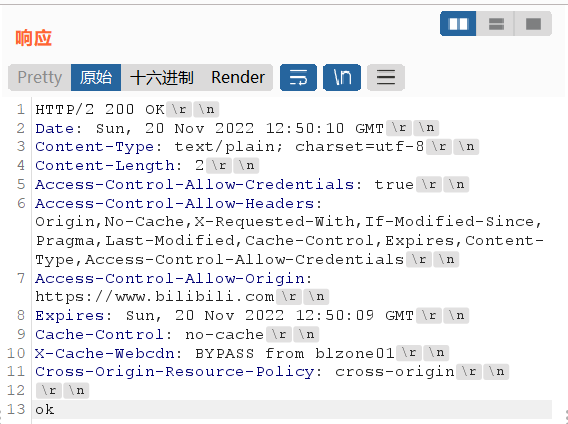 响应
Pretty 原始 十六进制 Render \n
1 HTTP/2 200 OK \r \n
2 Date: Sun, 20 Nov 2022 12:50:10 GMT \r \n
3 Content-Type: text/plain; charset=utf-8 \r \n
4 Content-Length: 2 \r \n
5 Access-Control-Allow-Credentials: true \r \n
6 Access-Control-Allow-Headers:
Origin,No-Cache,X-Requested-With,If-Modified-Since,
Pragma,Last-Modified,Cache-Control,Expires,Content-
Type,Access-Control-Allow-Credentials \r \n
7 Access-Control-Allow-Origin:
https://www.bilibili.com \r \n
8 Expires: Sun, 20 Nov 2022 12:50:09 GMT \r \n
9 Cache-Control: no-cache \r \n
10 X-Cache-Webcdn: BYPASS from blzone01 \r \n
11 Cross-Origin-Resource-Policy: cross-origin \r \n
12 \r \n
13 ok